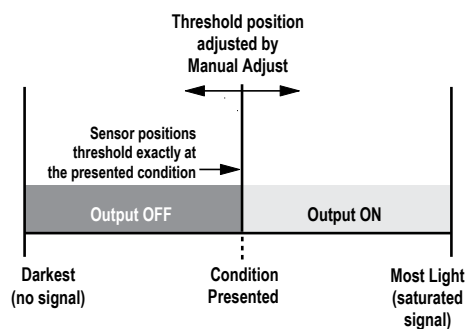 Threshold position
adjusted by
Manual Adjust
Sensor positions
threshold exactly at
the presented condition
Output OFF
Output ON
Darkest
(no signal)
Condition
Presented
Most Light
(saturated
signal)